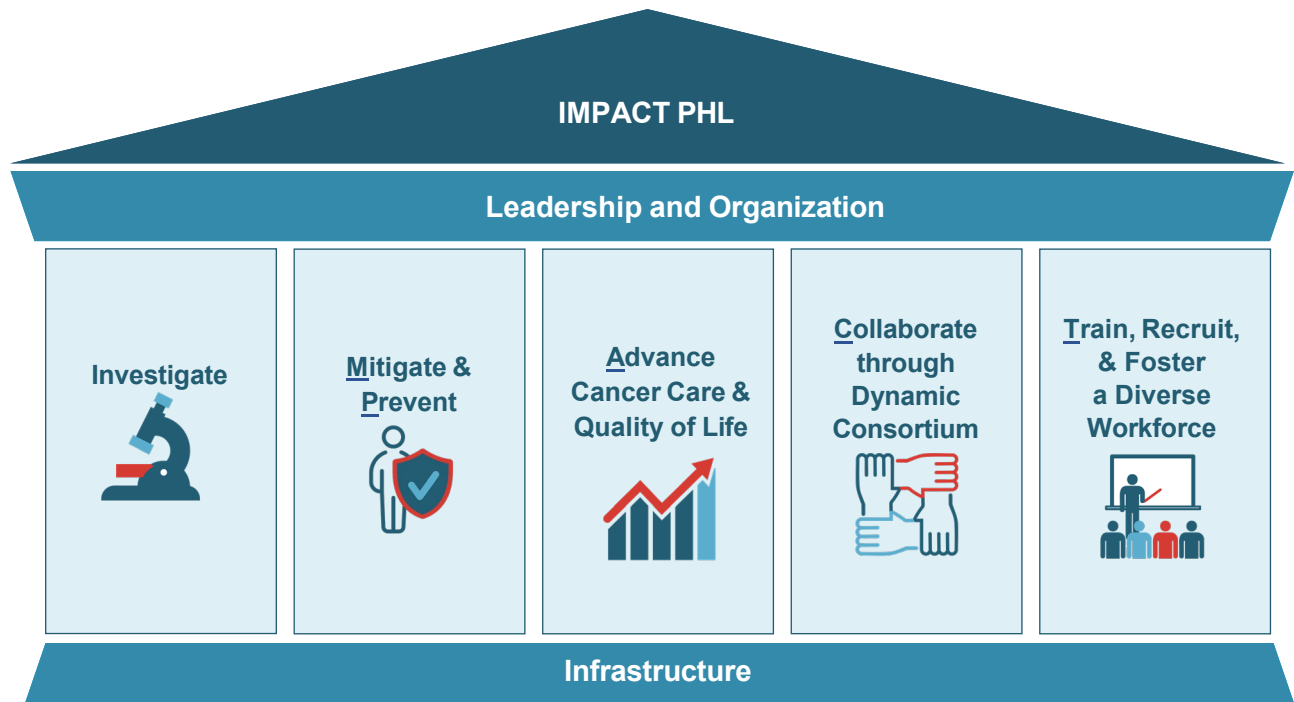 IMPACT PHL
Leadership and Organization
Investigate
Mitigate &
Prevent
Advance
Cancer Care &
Quality of Life
Collaborate
through
Dynamic
Consortium
Train, Recruit,
& Foster
a Diverse
Workforce
Infrastructure